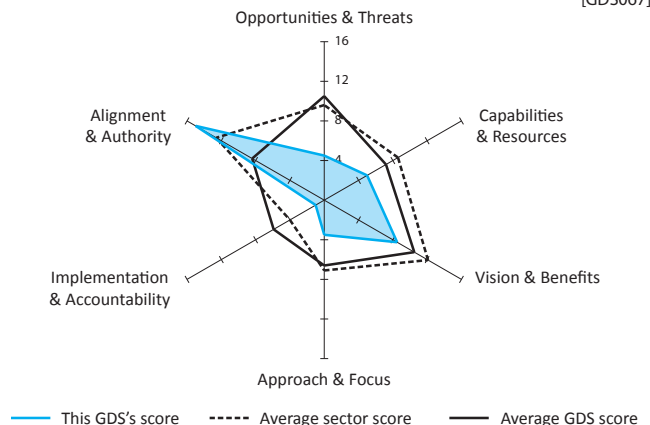 Opportunities & Threats
16
12
8
4
Alignment
& Authority
Capabilities
& Resources
Implementation
& Accountability
Vision & Benefits
Approach & Focus
This GDS's score
Average sector score
Average GDS score